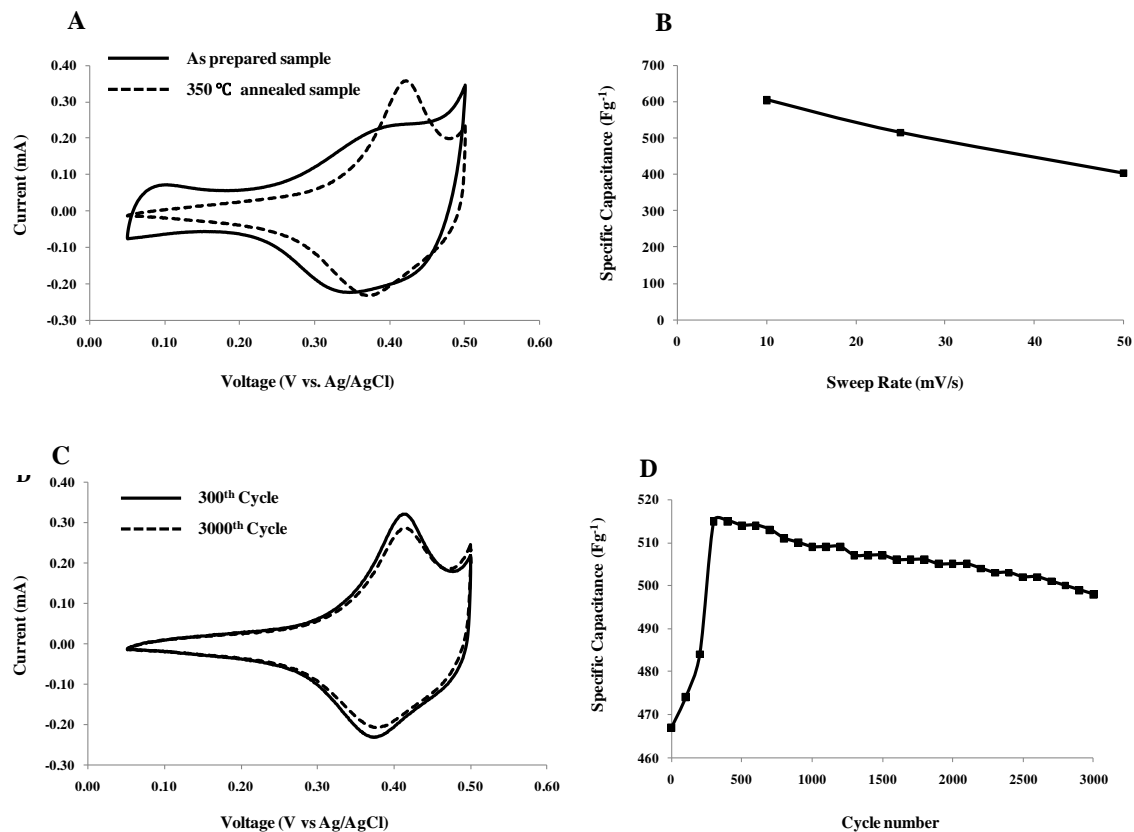 A
As prepared sample
350 ℃ annealed sample
0.40
0.30
0.20
0.10
0.00
-0.10
-0.20
-0.30
0.00 0.10 0.20 0.30 0.40 0.50 0.60
Current (mA)
Voltage (V vs. Ag/AgCl)
B
700
600
500
400
300
200
100
0
0 10 20 30 40 50
Specific Capacitance (Fg-1)
Sweep Rate (mV/s)
C
300th Cycle
3000th Cycle
0.40
0.30
0.20
0.10
0.00
-0.10
-0.20
-0.30
0.00 0.10 0.20 0.30 0.40 0.50 0.60
Current (mA)
Voltage (V vs Ag/AgCl)
D
520
510
500
490
480
470
460
0 500 1000 1500 2000 2500 3000
Specific Capacitance (Fg-1)
Cycle number